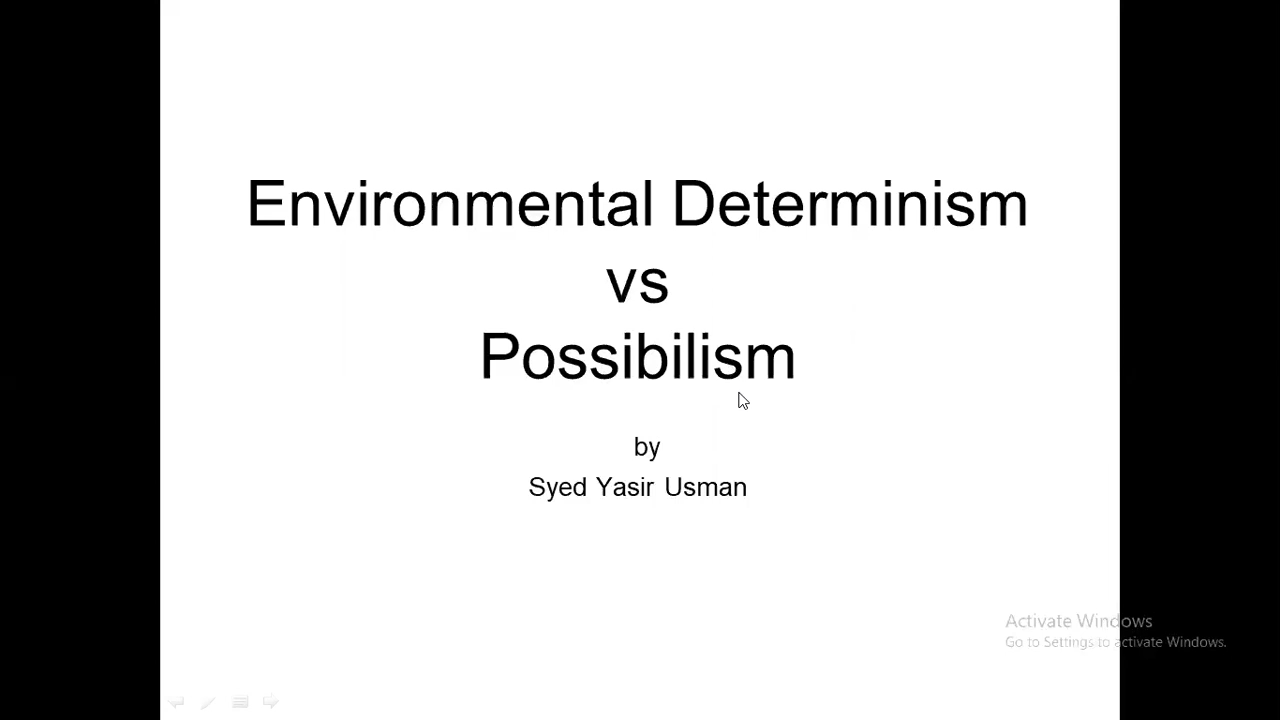 Environmental Determinism
vs
Possibilism
by
Syed Yasir Usman
Activate Windows
Go to Settings to activate Windows.